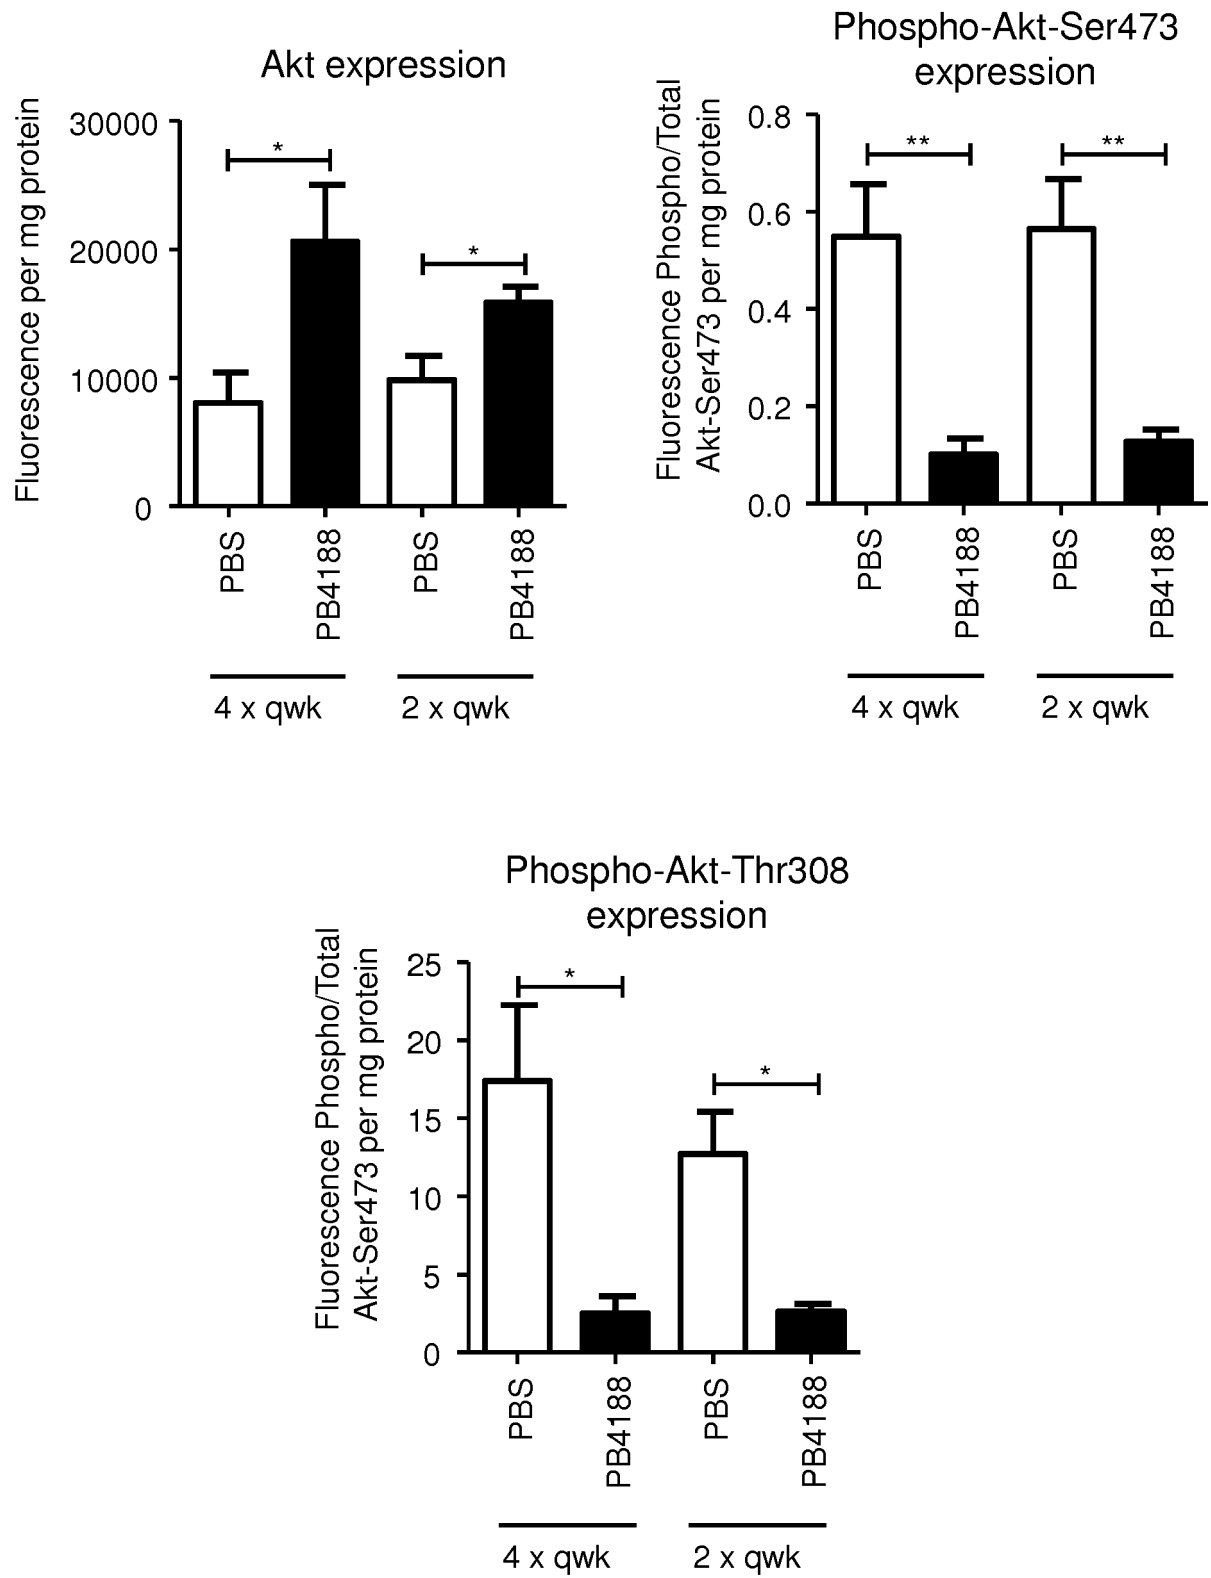 Akt expression
Fluorescence per mg protein
30000
20000
10000
0
*
*
PBS
PB4188
PBS
PB4188
4 x qwk
2 x qwk
Phospho-Akt-Ser473
expression
Fluorescence Phospho/Total
Akt-Ser473 per mg protein
0.8
0.6
0.4
0.2
0.0
**
**
PBS
PB4188
PBS
PB4188
4 x qwk
2 x qwk
Phospho-Akt-Thr308
expression
Fluorescence Phospho/Total
Akt-Ser473 per mg protein
25
20
15
10
5
0
*
*
PBS
PB4188
PBS
PB4188
4 x qwk
2 x qwk